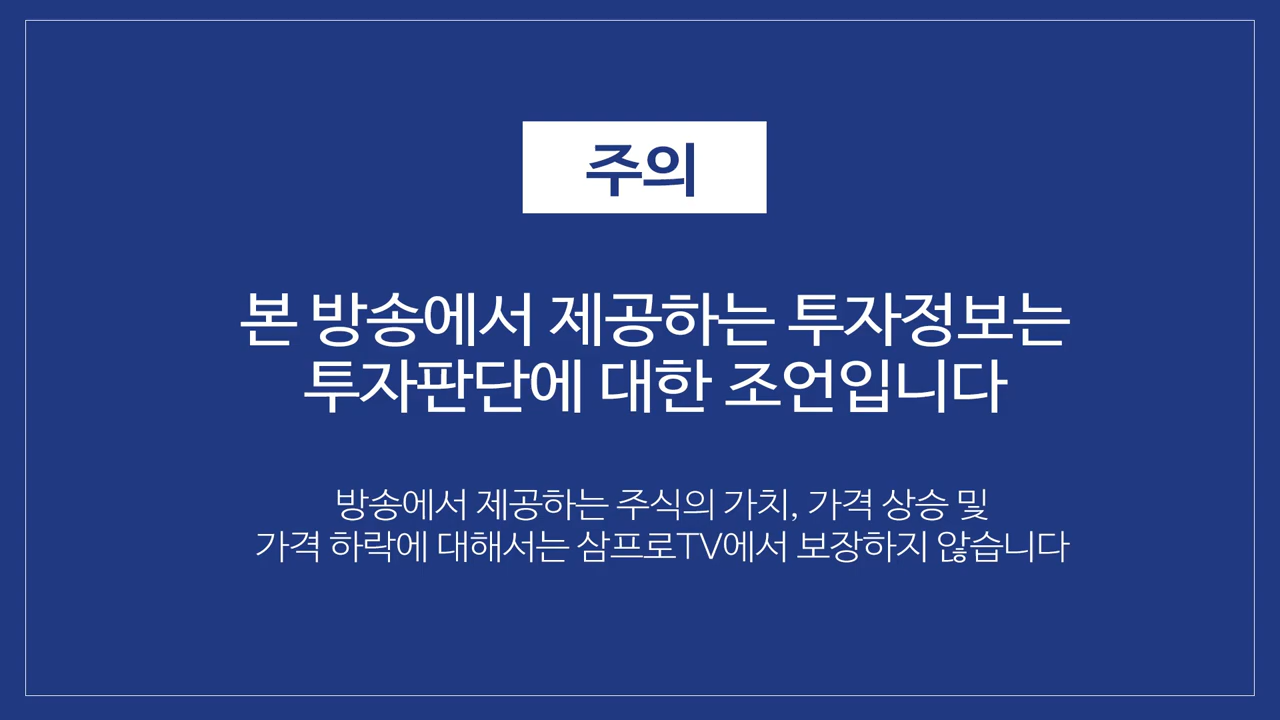 주의
본 방송에서 제공하는 투자정보는
투자판단에 대한 조언입니다
방송에서 제공하는 주식의 가치, 가격 상승 및
가격 하락에 대해서는 삼프로TV에서 보장하지 않습니다